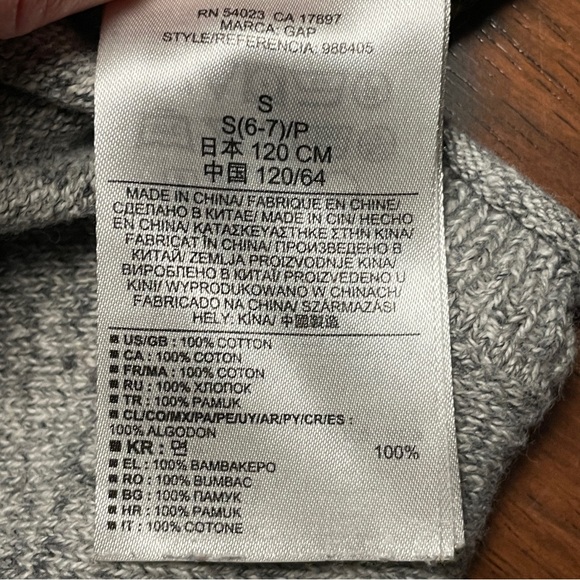 RN 54023 CA 17897
MARCA: GAP
STYLE/REFERENCIA: 988405
S
S(6-7)/P
日本 120 CM
中国 120/64
MADE IN CHINA/ FABRIQUE EN CHINE/
СДЕЛАНО В КИТАЕ/ MADE IN CIN/ HECHO
EN CHINA/ ΚΑΤΑΣΚΕΥΑΣΤΗΚΕ ΣΤΗΝ ΚΙΝΑ/
FABRICAT ÎN CHINA/ ПРОИЗВЕДЕНО В
КИТАЙ/ ZEMLJA PROIZVODNJE KINA/
ВИРОБЛЕНО В КИТАЇ/ PROIZVEDENO U
KINI/ WYPRODUKOWANO W CHINACH/
FABRICADO NA CHINA/ SZÁRMAZÁSI
HELY: KÍNA/ 中國製造
■ US/GB : 100% COTTON
■ CA : 100% COTON
■ FR/MA : 100% COTON
■ RU : 100% ХЛОПОК
■ TR : 100% PAMUK
■ CL/CO/MX/PA/PE/UY/AR/PY/CR/ES :
100% ALGODON
■ KR : 면 100%
■ EL : 100% ΒΑΜΒΑΚΕΡΟ
■ RO : 100% BUMBAC
■ BG : 100% ПАМУК
■ HR : 100% PAMUK
■ IT : 100% COTONE